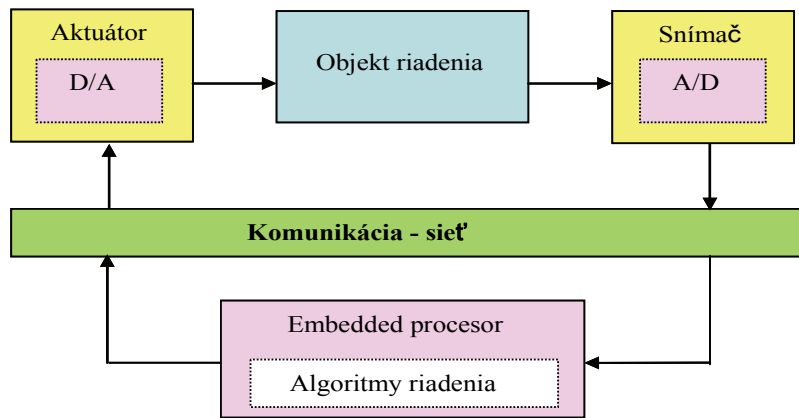 Aktuátor
D/A
Objekt riadenia
Snímač
A/D
Komunikácia - sieť
Embedded procesor
Algoritmy riadenia